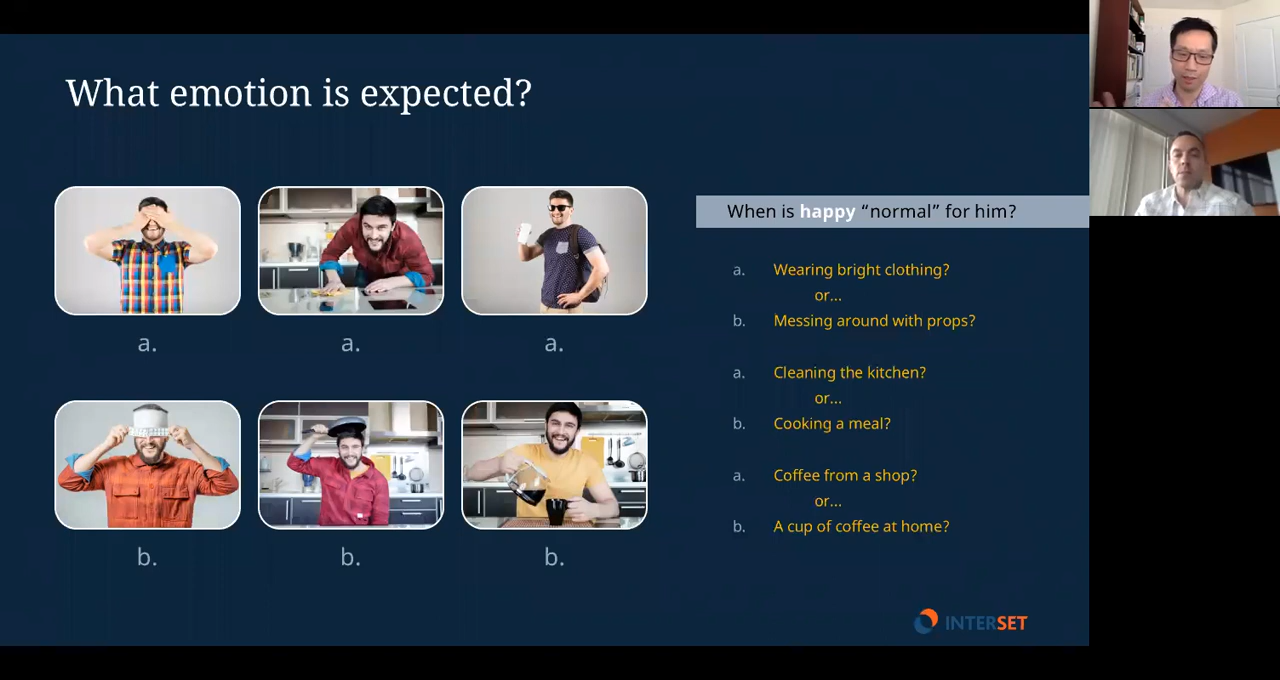 What emotion is expected?
a.
a.
a.
b.
b.
b.
When is happy “normal” for him?
a. Wearing bright clothing?
or...
b. Messing around with props?
a. Cleaning the kitchen?
or...
b. Cooking a meal?
a. Coffee from a shop?
or...
b. A cup of coffee at home?
INTERSET